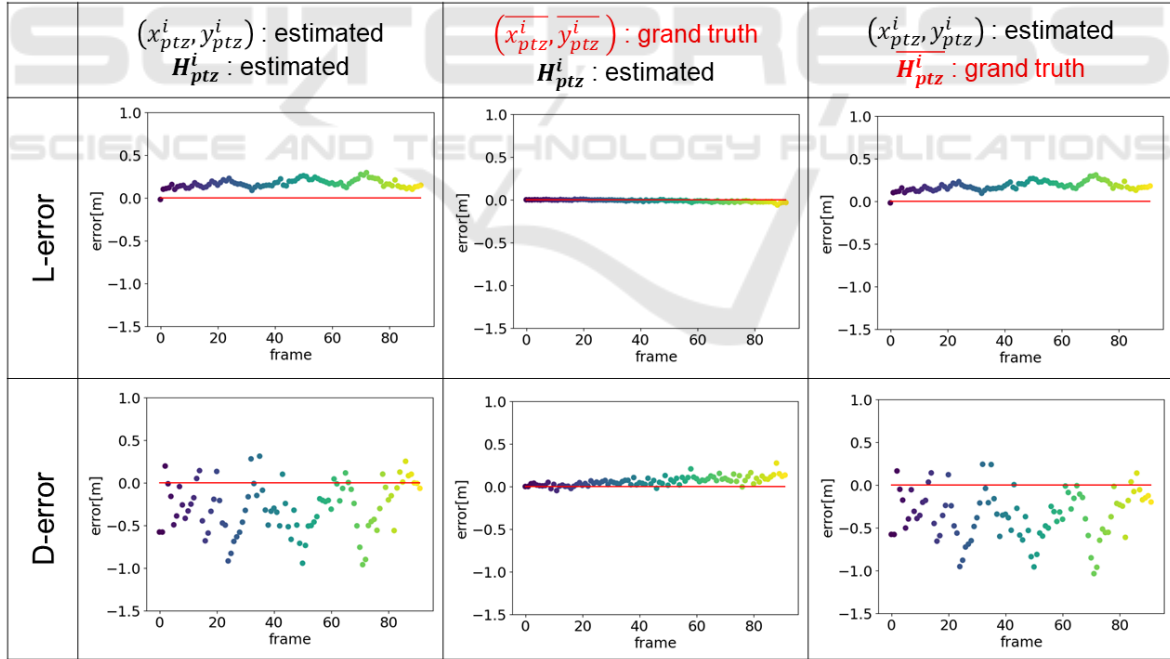 SCITEPRESS
SCIENCE AND TECHNOLOGY PUBLICATIONS
(x^i_ptz, y^i_ptz) : estimated
H^i_ptz : estimated
(x̅^i_ptz, y̅^i_ptz) : grand truth
H^i_ptz : estimated
(x^i_ptz, y^i_ptz) : estimated
H̅^i_ptz : grand truth
L-error
error[m]
1.0
0.5
0.0
−0.5
−1.0
−1.5
0 20 40 60 80
frame
error[m]
1.0
0.5
0.0
−0.5
−1.0
−1.5
0 20 40 60 80
frame
error[m]
1.0
0.5
0.0
−0.5
−1.0
−1.5
0 20 40 60 80
frame
D-error
error[m]
1.0
0.5
0.0
−0.5
−1.0
−1.5
0 20 40 60 80
frame
error[m]
1.0
0.5
0.0
−0.5
−1.0
−1.5
0 20 40 60 80
frame
error[m]
1.0
0.5
0.0
−0.5
−1.0
−1.5
0 20 40 60 80
frame